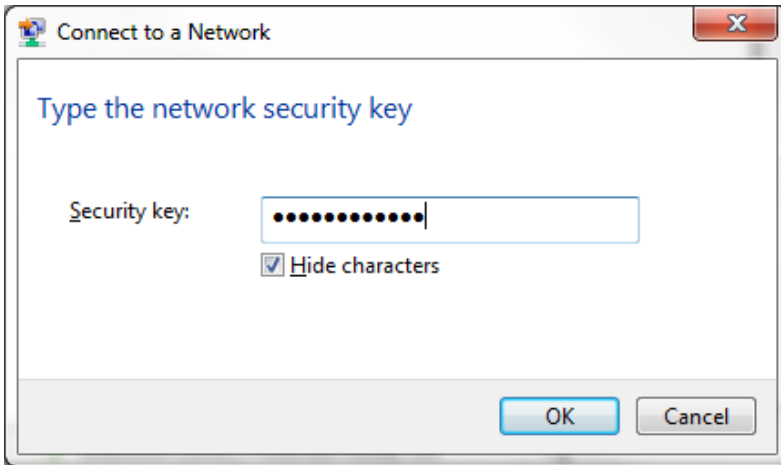 Connect to a Network
Type the network security key
Security key: ●●●●●●●●●●●●
Hide characters
OK Cancel